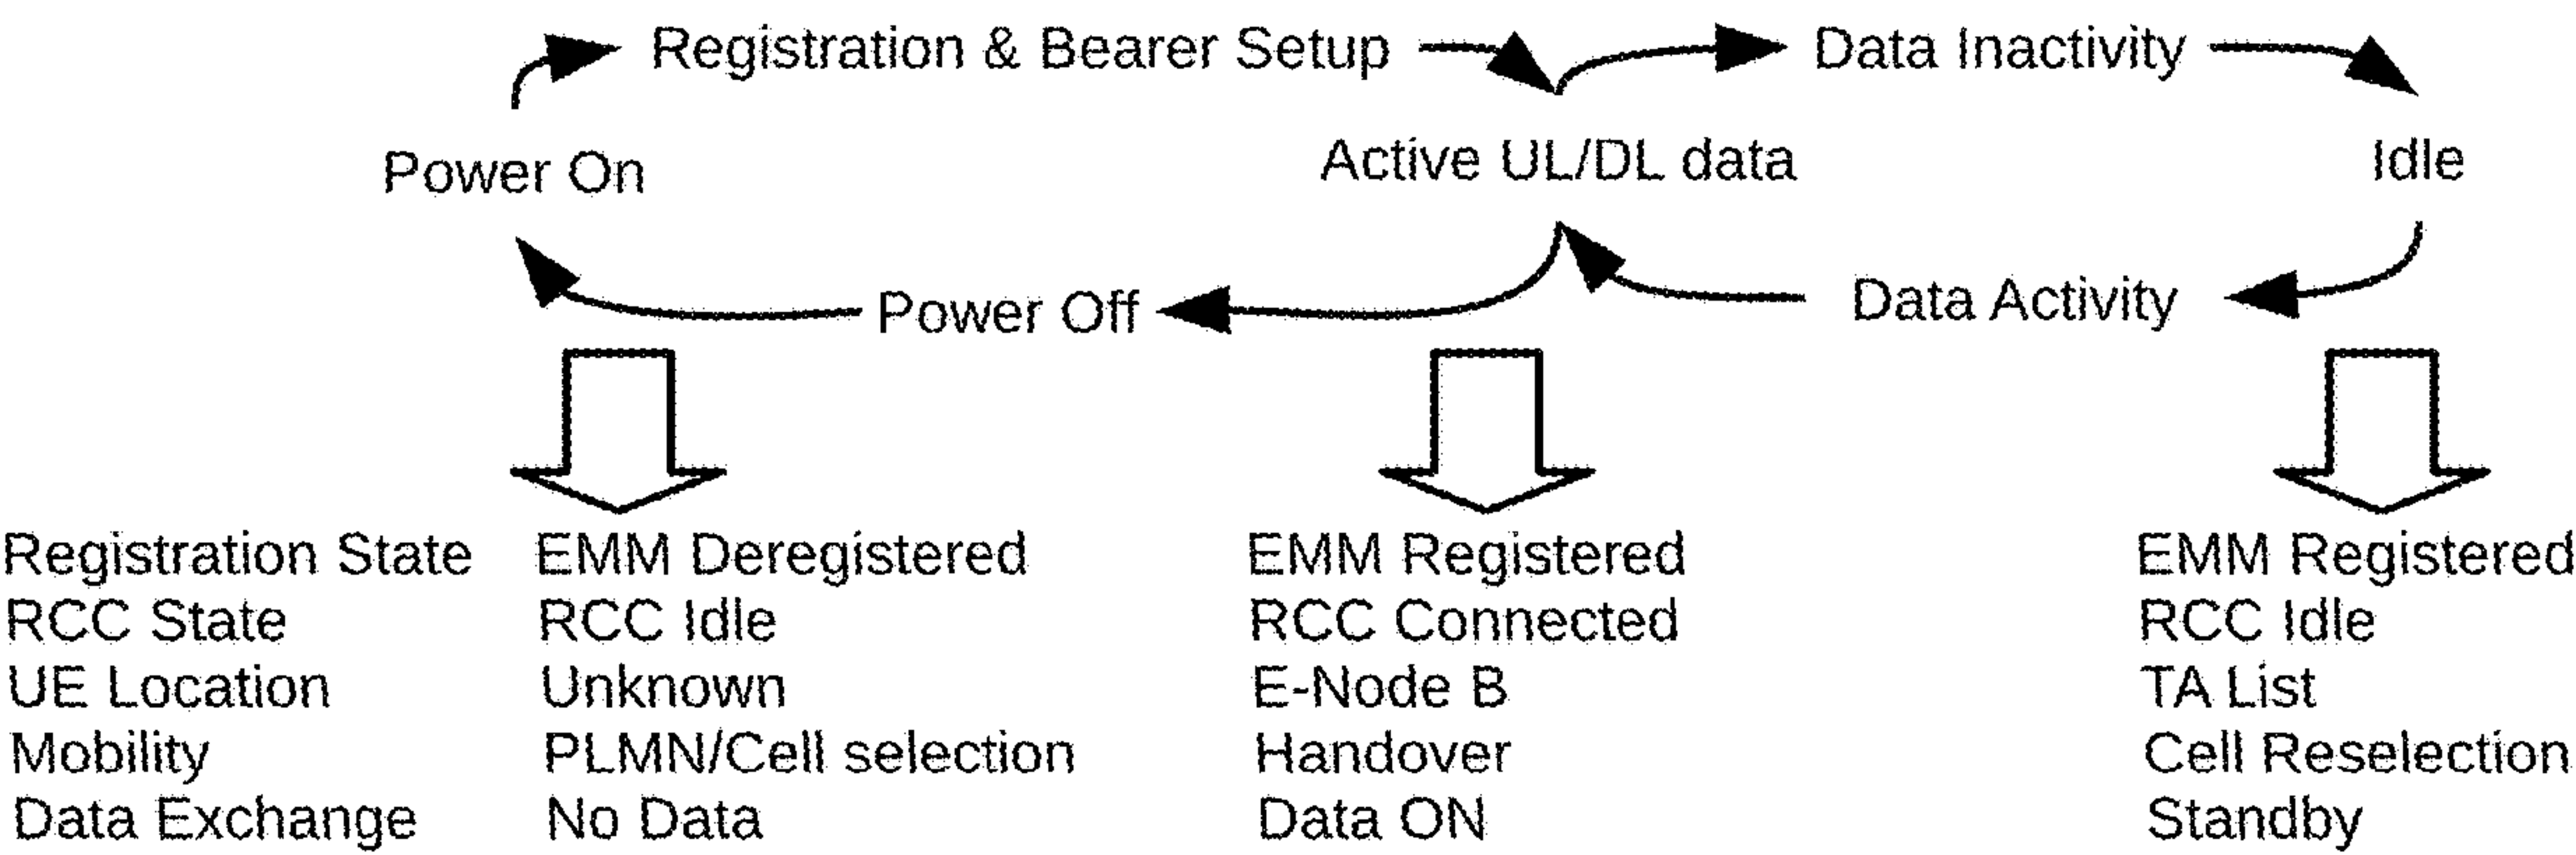 Registration & Bearer Setup
Data Inactivity
Power On
Active UL/DL data
Idle
Power Off
Data Activity
Registration State EMM Deregistered EMM Registered EMM Registered
RCC State RCC Idle RCC Connected RCC Idle
UE Location Unknown E-Node B TA List
Mobility PLMN/Cell selection Handover Cell Reselection
Data Exchange No Data Data ON Standby